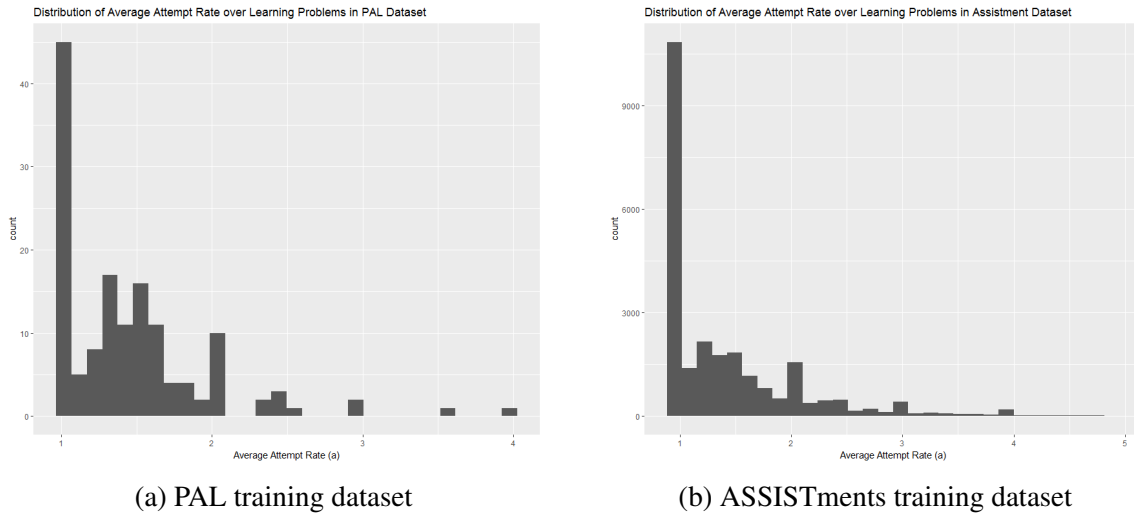 Distribution of Average Attempt Rate over Learning Problems in PAL Dataset
40
30
20
10
0
count
1 2 3 4
Average Attempt Rate (a)
(a) PAL training dataset
Distribution of Average Attempt Rate over Learning Problems in Assistment Dataset
9000
6000
3000
0
count
1 2 3 4 5
Average Attempt Rate (a)
(b) ASSISTments training dataset